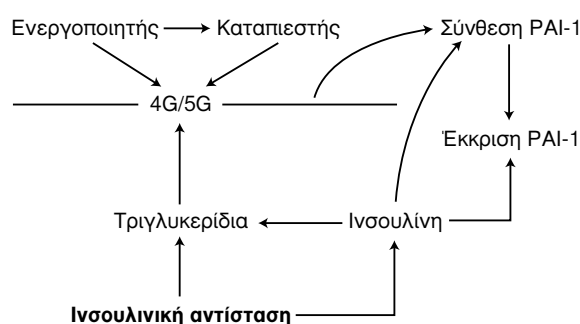 Ενεργοποιητής Καταπιεστής Σύνθεση PAI-1
4G/5G
Έκκριση PAI-1
Τριγλυκερίδια Ινσουλίνη
Ινσουλινική αντίσταση